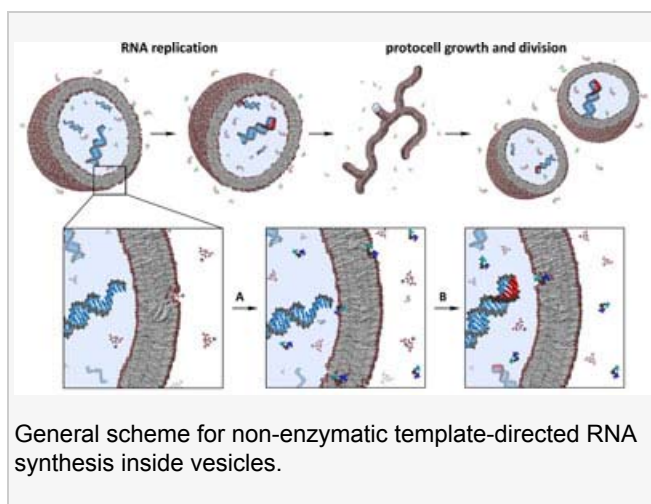 RNA replication
protocell growth and division
A
B
General scheme for non-enzymatic template-directed RNA
synthesis inside vesicles.